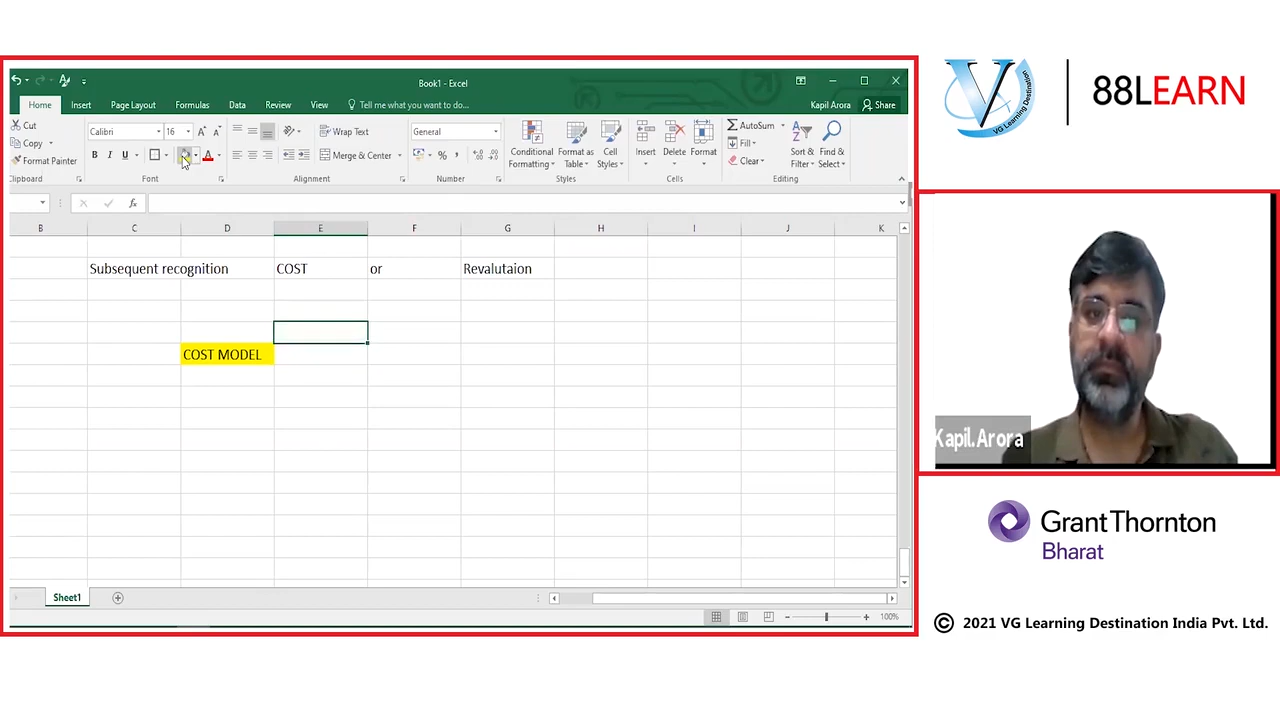 Book1 - Excel
Home Insert Page Layout Formulas Data Review View Tell me what you want to do... Kapil Arora Share
Cut
Copy
Format Painter
lipboard
Calibri 16
B I U
Font
Wrap Text
Merge & Center
Alignment
General
%
Number
Conditional Formatting
Format as Table
Cell Styles
Styles
Insert Delete Format
Cells
AutoSum
Fill
Clear
Sort & Filter
Find & Select
Editing
fx
B C D E F G H I J K
Subsequent recognition COST or Revalutaion
COST MODEL
Sheet1
100%
VG Learning Destination
88LEARN
Kapil.Arora
Grant Thornton
Bharat
© 2021 VG Learning Destination India Pvt. Ltd.